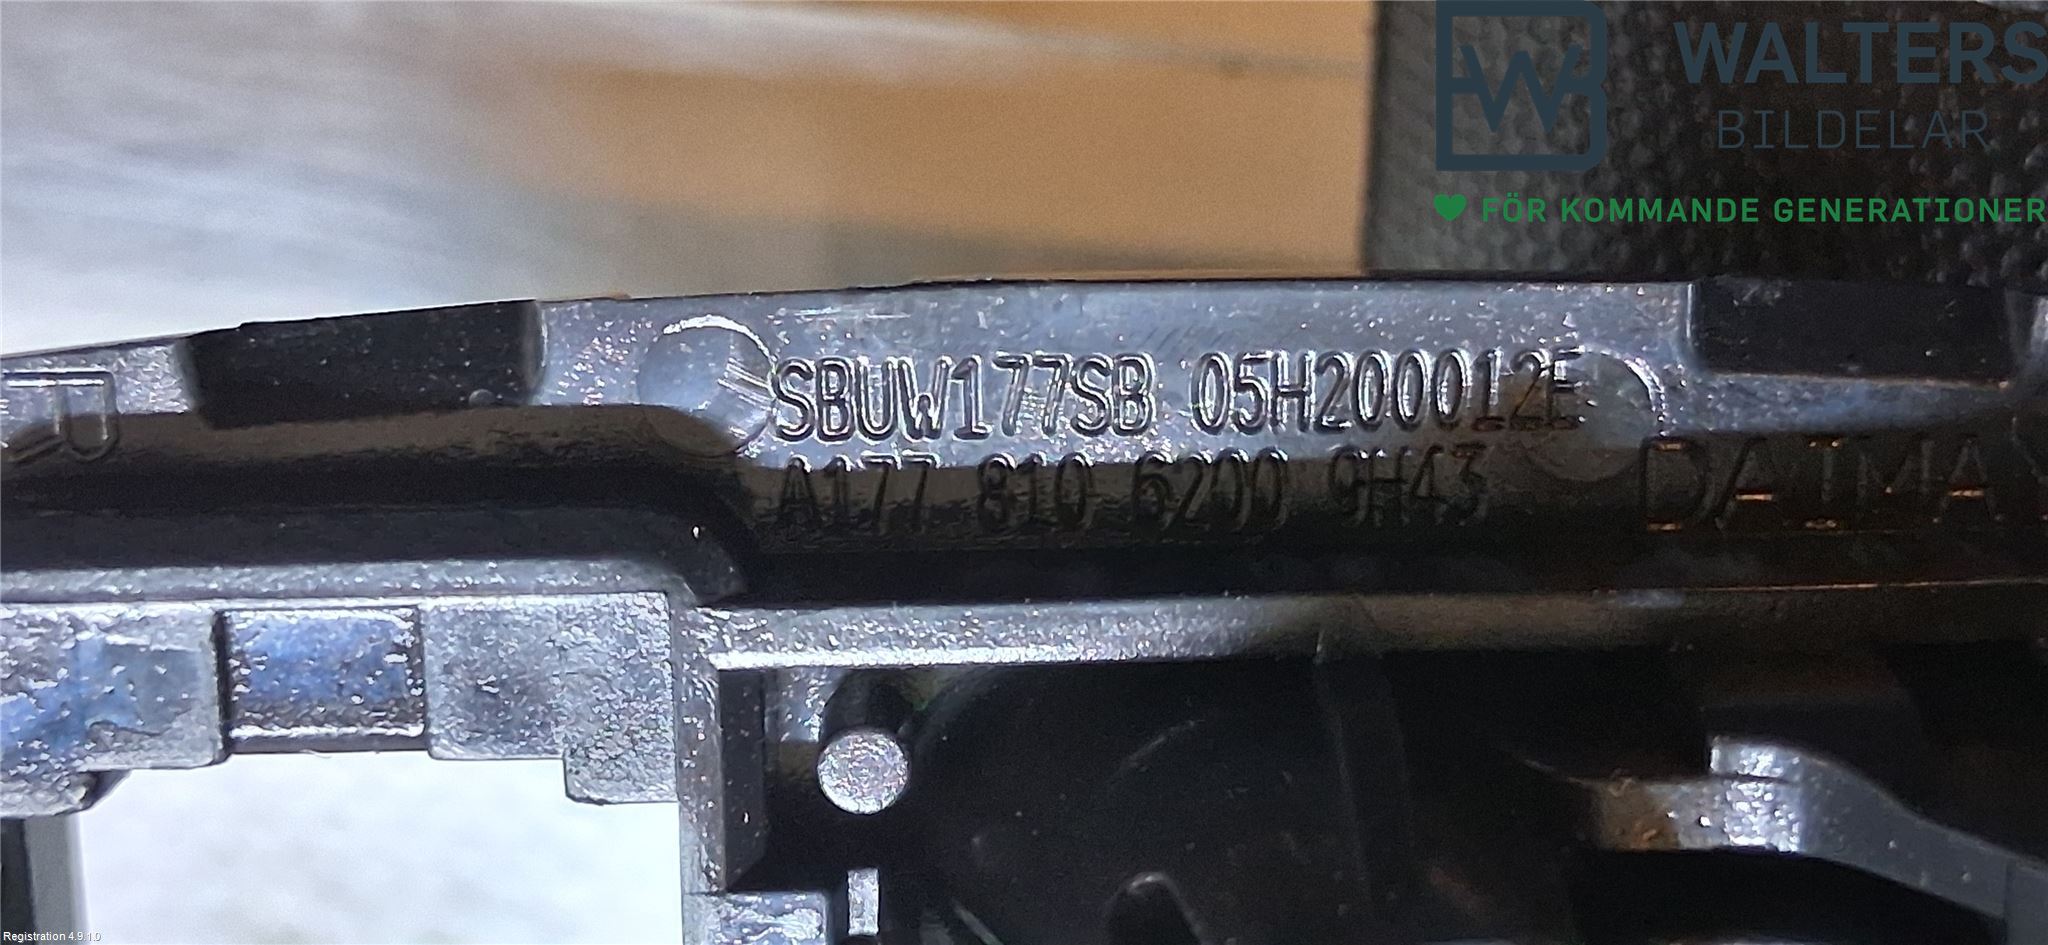 WALTERS
BILDELAR
FÖR KOMMANDE GENERATIONER
SBUW177SB 05H200012E
A177 810 6200 9H43
Registration 4.9.1.0